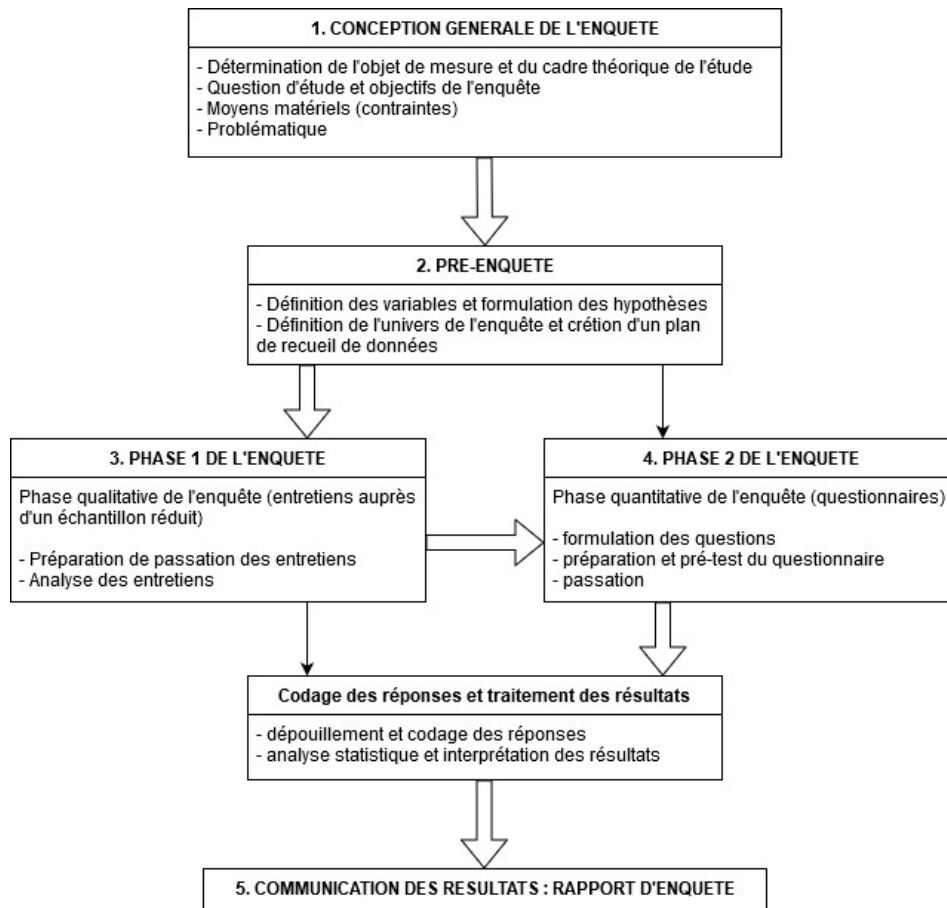 1. CONCEPTION GENERALE DE L'ENQUETE
- Détermination de l'objet de mesure et du cadre théorique de l'étude
- Question d'étude et objectifs de l'enquête
- Moyens matériels (contraintes)
- Problématique
2. PRE-ENQUETE
- Définition des variables et formulation des hypothèses
- Définition de l'univers de l'enquête et crétion d'un plan
de recueil de données
3. PHASE 1 DE L'ENQUETE
Phase qualitative de l'enquête (entretiens auprès
d'un échantillon réduit)
- Préparation de passation des entretiens
- Analyse des entretiens
4. PHASE 2 DE L'ENQUETE
Phase quantitative de l'enquête (questionnaires)
- formulation des questions
- préparation et pré-test du questionnaire
- passation
Codage des réponses et traitement des résultats
- dépouillement et codage des réponses
- analyse statistique et interprétation des résultats
5. COMMUNICATION DES RESULTATS : RAPPORT D'ENQUETE